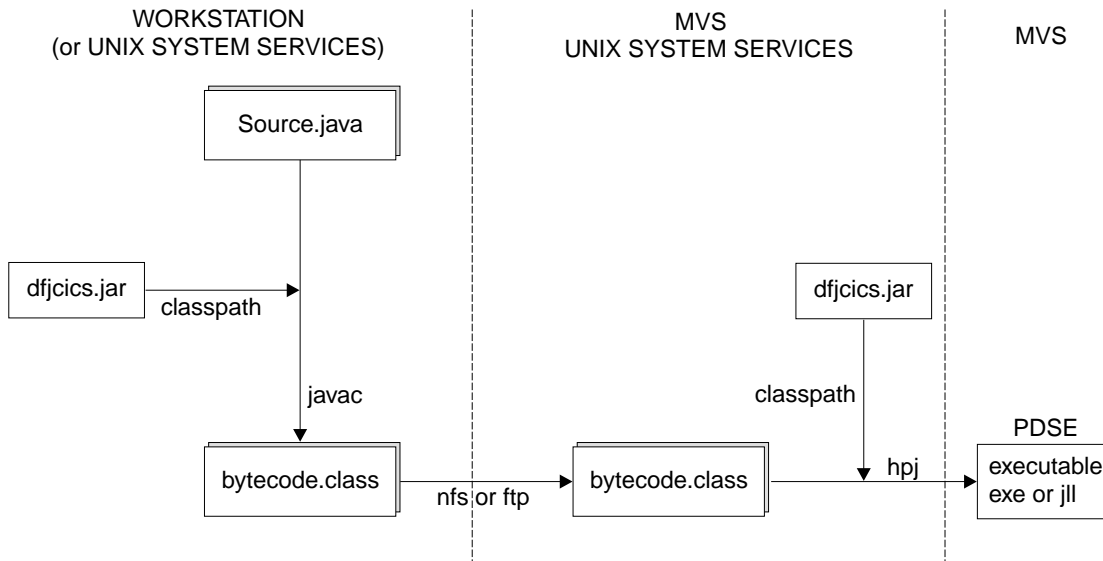 WORKSTATION
(or UNIX SYSTEM SERVICES)
MVS
UNIX SYSTEM SERVICES
MVS
Source.java
dfjcics.jar
classpath
dfjcics.jar
javac
classpath
PDSE
bytecode.class
nfs or ftp
bytecode.class
hpj
executable
exe or jll